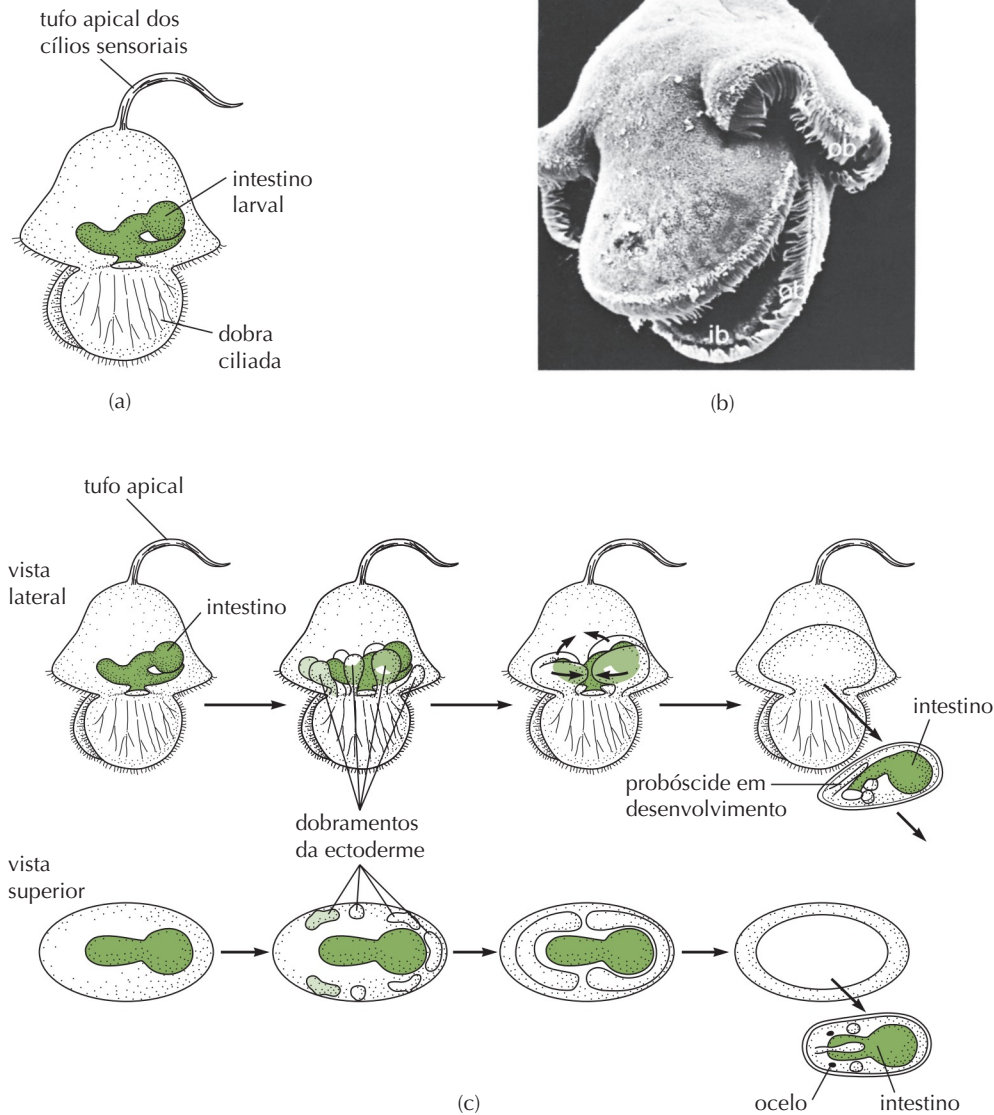 tufo apical dos
cílios sensoriais
intestino
larval
dobra
ciliada
(a)
ob
ib
(b)
tufo apical
vista
lateral
intestino
intestino
probóscide em
desenvolvimento
dobramentos
da ectoderme
vista
superior
ocelo
intestino
(c)